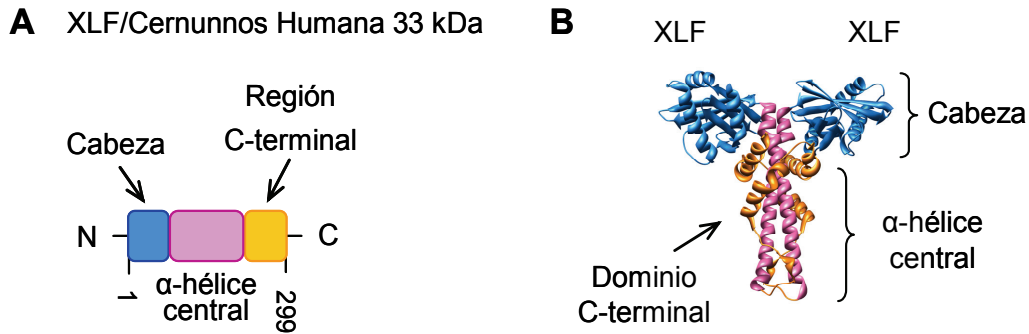 A XLF/Cernunnos Humana 33 kDa
Región
C-terminal
Cabeza
N
C
α-hélice
central
1
299
B
XLF
XLF
Cabeza
α-hélice
central
Dominio
C-terminal